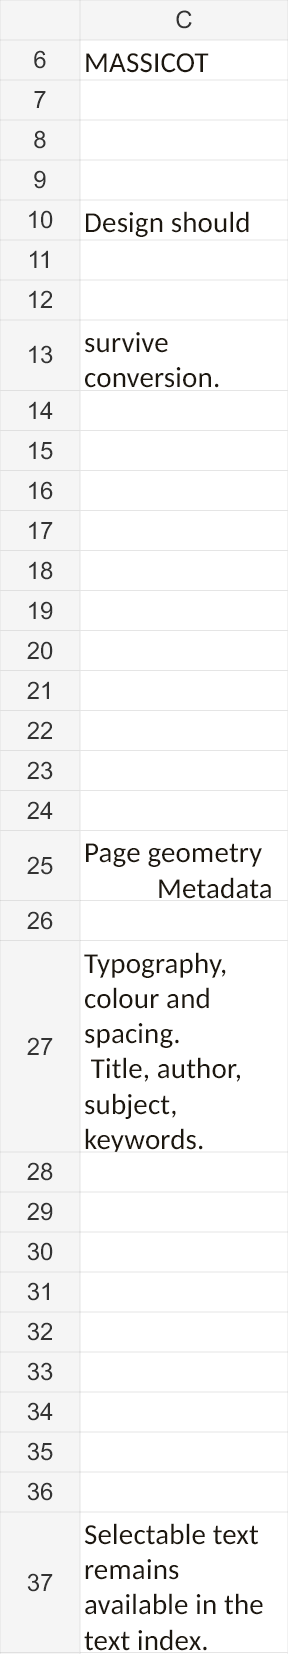 C
6 MASSICOT
7
8
9
10 Design should
11
12
13 survive
conversion.
14
15
16
17
18
19
20
21
22
23
24
25 Page geometry
Metadata
26
27 Typography,
colour and
spacing.
Title, author,
subject,
keywords.
28
29
30
31
32
33
34
35
36
37 Selectable text
remains
available in the
text index.